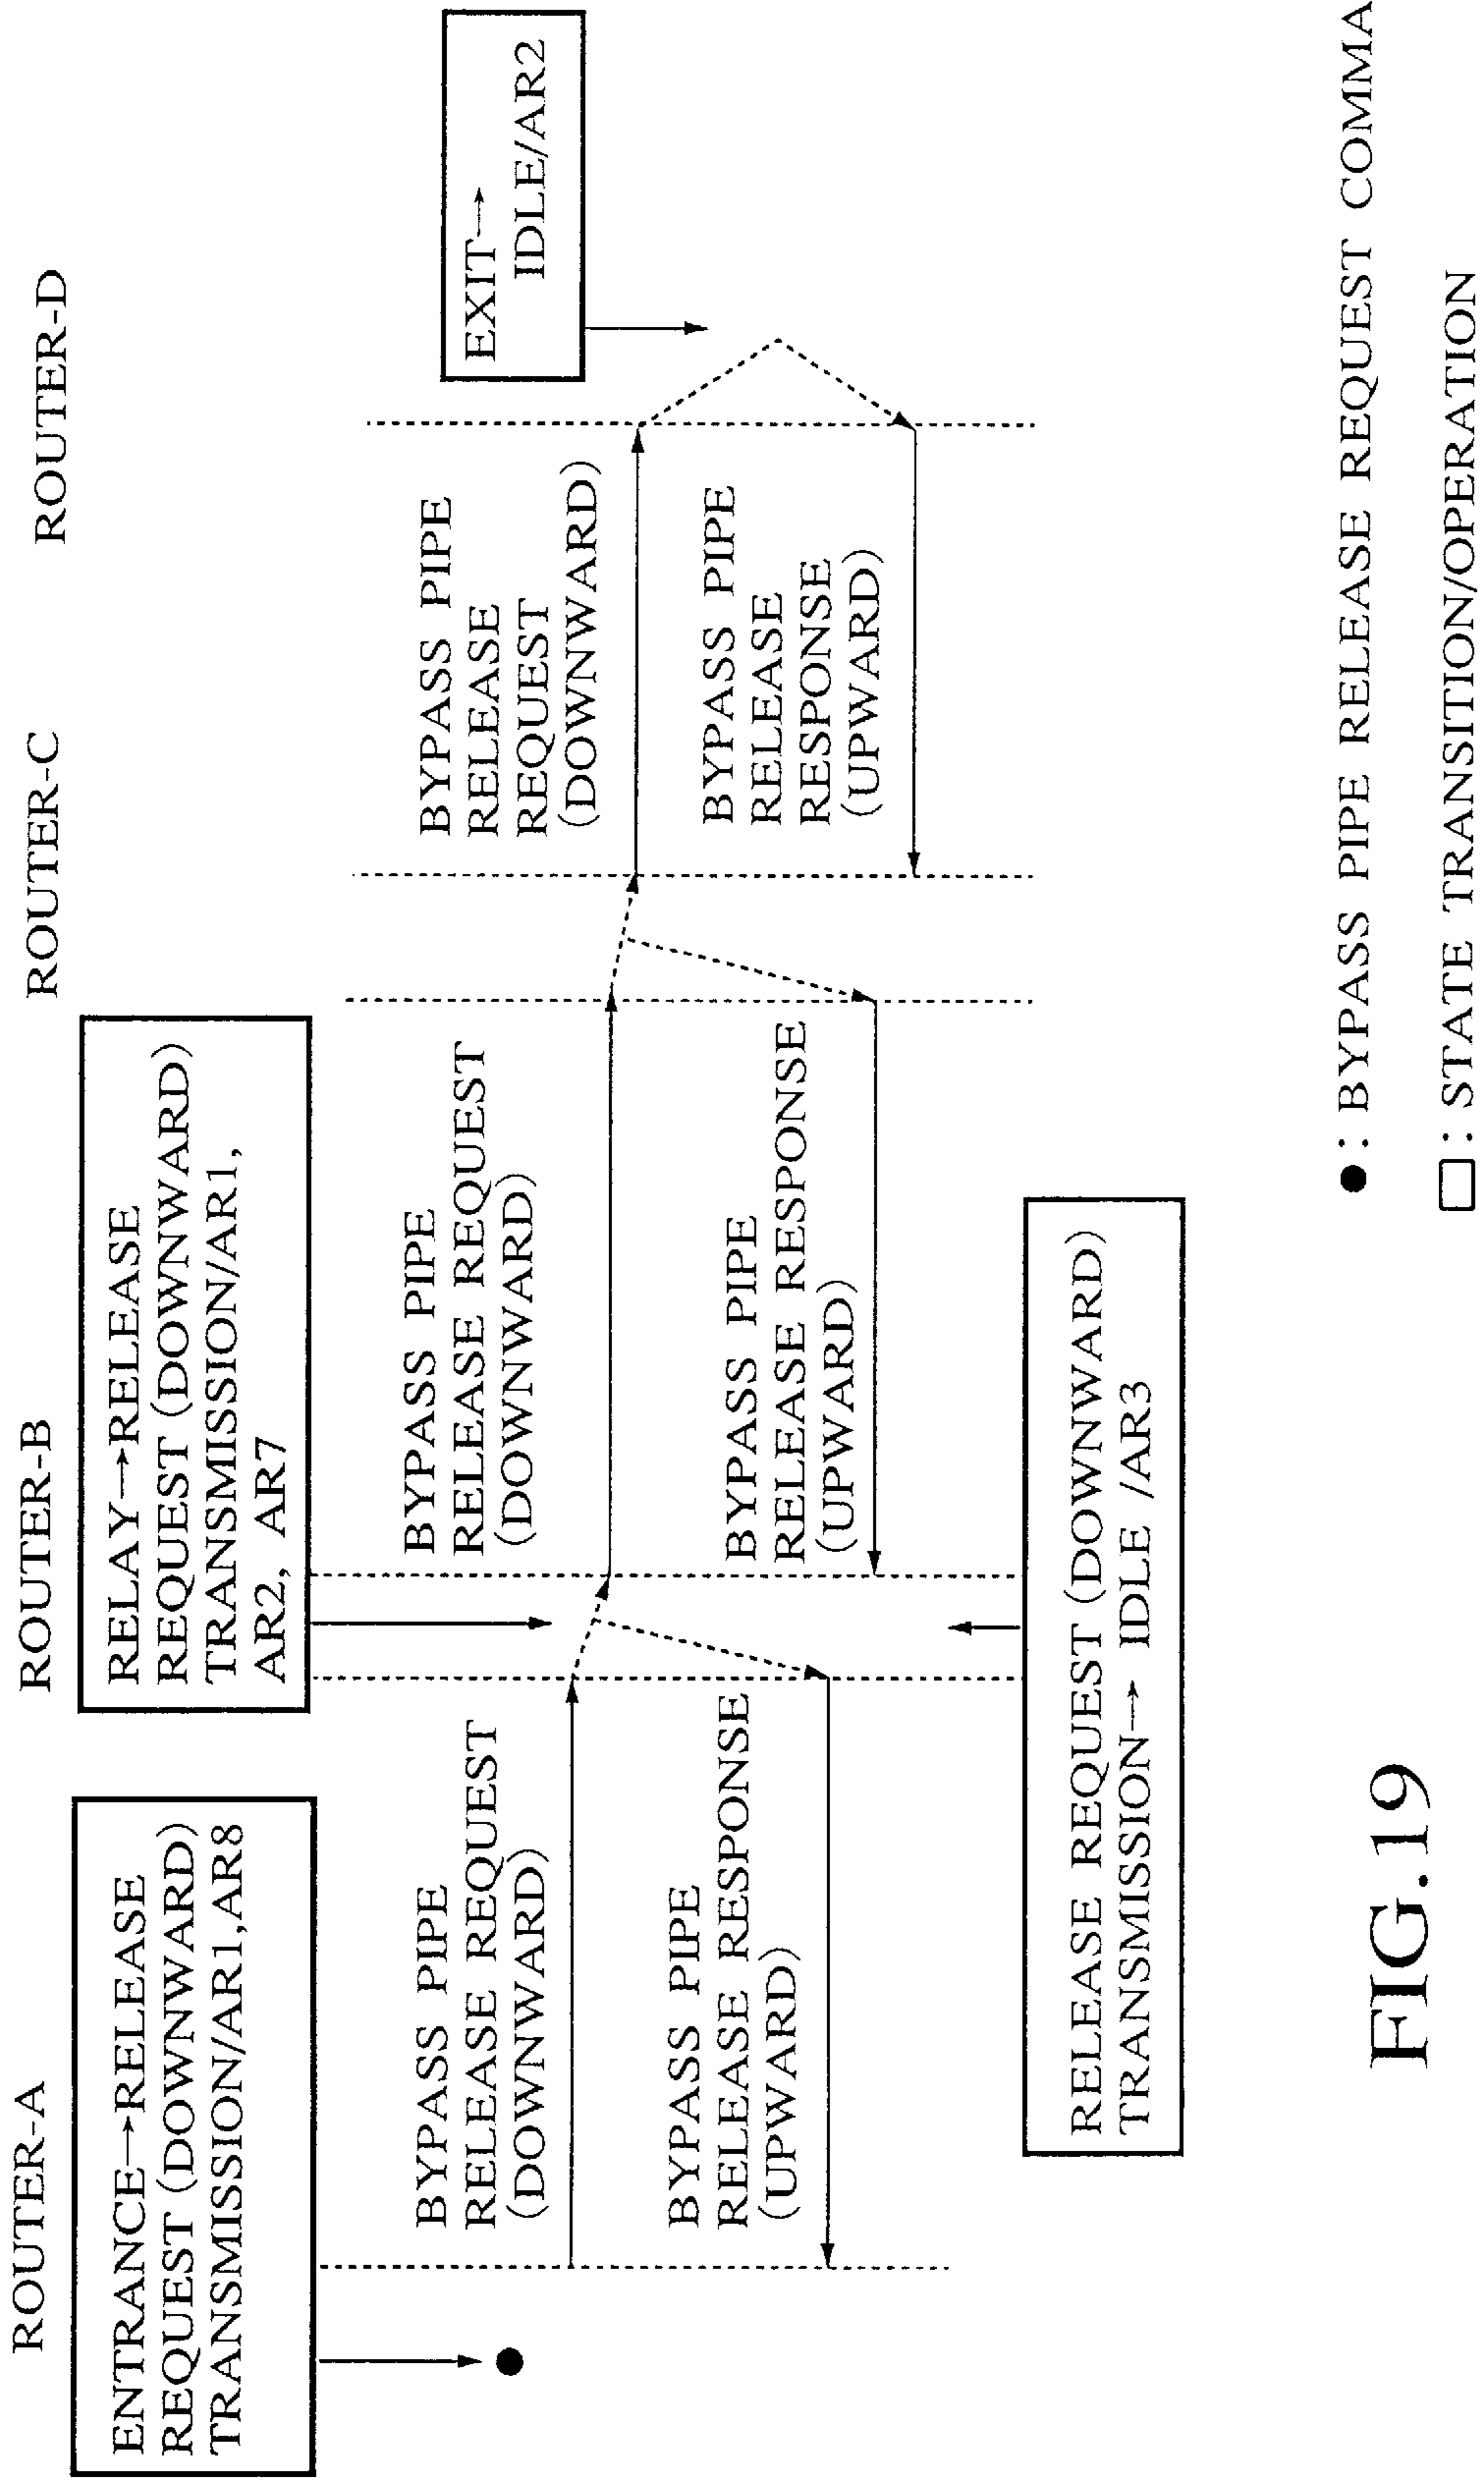 ROUTER-A
ROUTER-B
ROUTER-C
ROUTER-D
ENTRANCE→RELEASE
REQUEST (DOWNWARD)
TRANSMISSION/AR1,AR8
RELAY→RELEASE
REQUEST (DOWNWARD)
TRANSMISSION/AR1,
AR2, AR7
EXIT→
IDLE/AR2
BYPASS PIPE
RELEASE REQUEST
(DOWNWARD)
BYPASS PIPE
RELEASE REQUEST
(DOWNWARD)
BYPASS PIPE
RELEASE
REQUEST
(DOWNWARD)
BYPASS PIPE
RELEASE RESPONSE
(UPWARD)
BYPASS PIPE
RELEASE RESPONSE
(UPWARD)
BYPASS PIPE
RELEASE
RESPONSE
(UPWARD)
RELEASE REQUEST (DOWNWARD)
TRANSMISSION→ IDLE /AR3
●: BYPASS PIPE RELEASE REQUEST COMMA
□: STATE TRANSITION/OPERATION
FIG.19